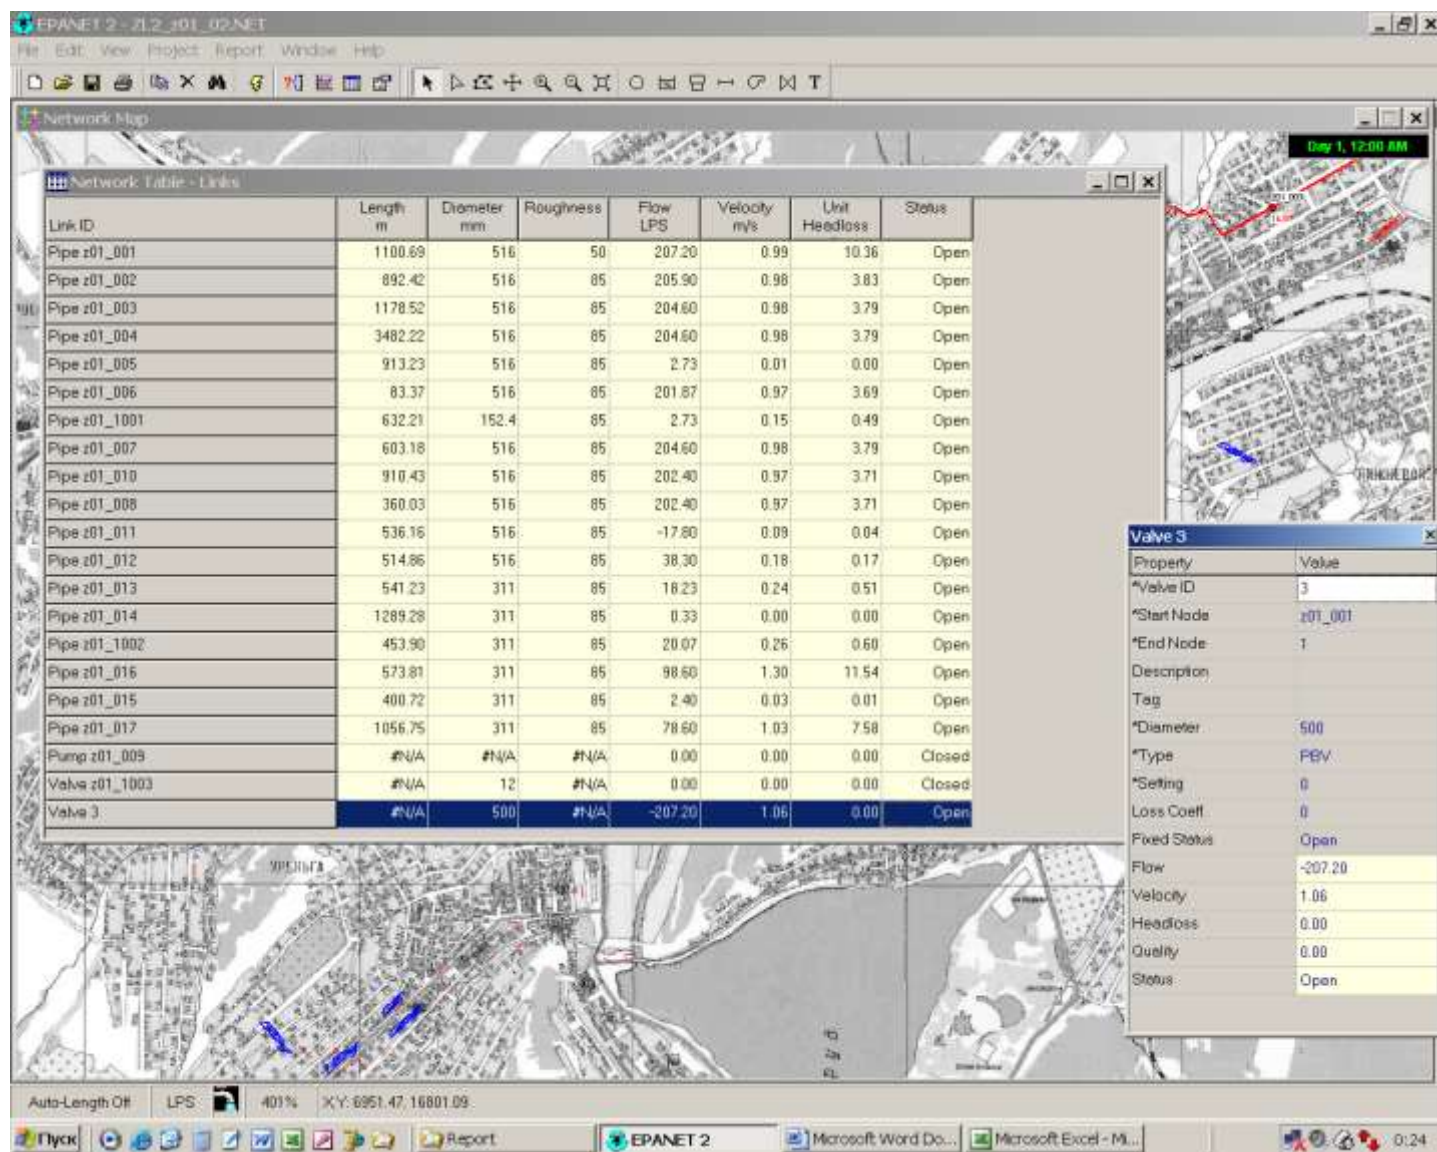 EPANET 2 - ZL2_z01_02.NET
File Edit View Project Report Window Help
T
Network Map
Day 1, 12:00 AM
Network Table - Links
Link ID Length m Diameter mm Roughness Flow LPS Velocity m/s Unit Headloss Status
Pipe z01_001 1100.69 516 50 207.20 0.99 10.36 Open
Pipe z01_002 892.42 516 85 205.90 0.98 3.83 Open
Pipe z01_003 1178.52 516 85 204.60 0.98 3.79 Open
Pipe z01_004 3482.22 516 85 204.60 0.98 3.79 Open
Pipe z01_005 913.23 516 85 2.73 0.01 0.00 Open
Pipe z01_006 83.37 516 85 201.87 0.97 3.69 Open
Pipe z01_1001 632.21 152.4 85 2.73 0.15 0.49 Open
Pipe z01_007 603.18 516 85 204.60 0.98 3.79 Open
Pipe z01_010 910.43 516 85 202.40 0.97 3.71 Open
Pipe z01_008 360.03 516 85 202.40 0.97 3.71 Open
Pipe z01_011 536.16 516 85 -17.80 0.09 0.04 Open
Pipe z01_012 514.86 516 85 38.30 0.18 0.17 Open
Pipe z01_013 541.23 311 85 18.23 0.24 0.51 Open
Pipe z01_014 1289.28 311 85 0.33 0.00 0.00 Open
Pipe z01_1002 453.90 311 85 20.07 0.26 0.60 Open
Pipe z01_016 573.81 311 85 98.60 1.30 11.54 Open
Pipe z01_015 400.72 311 85 2.40 0.03 0.01 Open
Pipe z01_017 1056.75 311 85 78.60 1.03 7.58 Open
Pump z01_009 #N/A #N/A #N/A 0.00 0.00 0.00 Closed
Valve z01_1003 #N/A 12 #N/A 0.00 0.00 0.00 Closed
Valve 3 #N/A 500 #N/A -207.20 1.06 0.00 Open
Valve 3
Property Value
*Valve ID 3
*Start Node z01_001
*End Node 1
Description
Tag
*Diameter 500
*Type PBV
*Setting 0
Loss Coeff. 0
Fixed Status Open
Flow -207.20
Velocity 1.06
Headloss 0.00
Quality 0.00
Status Open
УРЕНЬГА
Auto-Length Off LPS 401% X,Y: 6951.47, 16801.09
Пуск Report EPANET 2 Microsoft Word Do... Microsoft Excel - Mi... 0:24